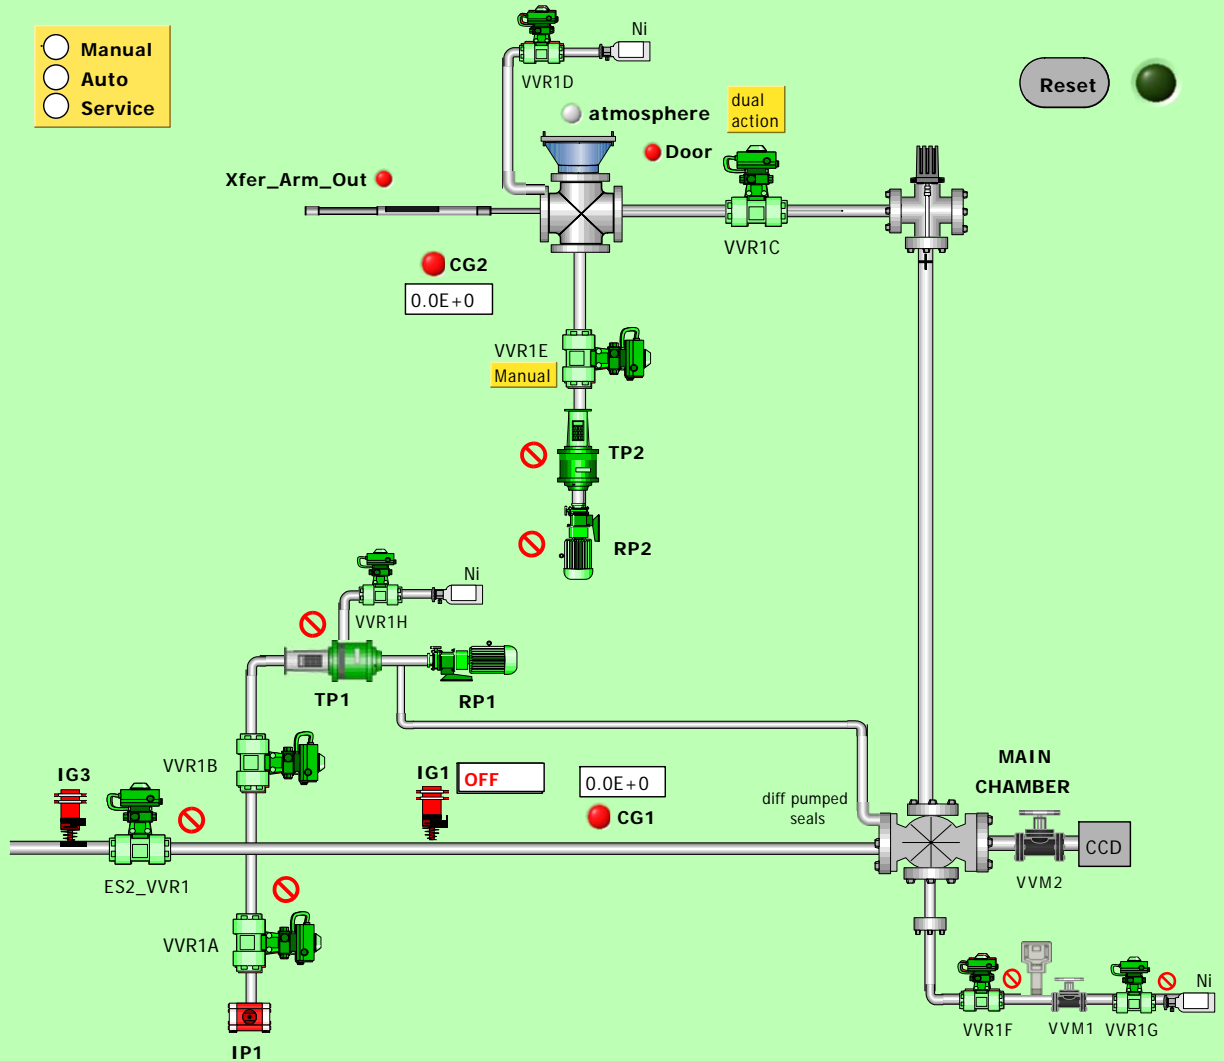 Manual
Auto
Service
Ni
VVR1D
Reset
atmosphere
dual
action
Door
Xfer_Arm_Out
VVR1C
CG2
0.0E+0
VVR1E
Manual
TP2
RP2
Ni
VVR1H
TP1
RP1
VVR1B
IG3
IG1
OFF
0.0E+0
CG1
MAIN
CHAMBER
diff pumped
seals
CCD
VVM2
ES2_VVR1
VVR1A
Ni
VVR1F
VVM1
VVR1G
IP1